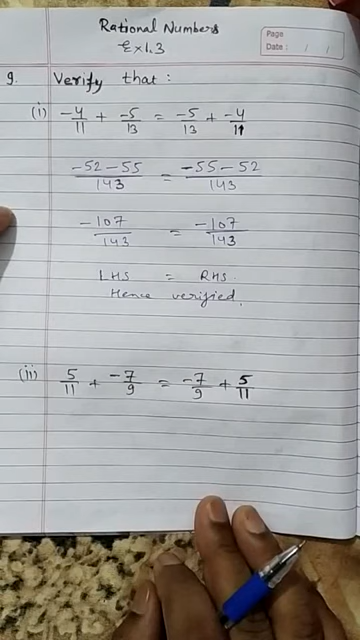 Rational Numbers
Ex 1.3
Page
Date : / /
9. Verify that :
(i) -4/11 + -5/13 = -5/13 + -4/11
-52-55/143 = -55-52/143
-107/143 = -107/143
LHS = RHS.
Hence verified.
(ii) 5/11 + -7/9 = -7/9 + 5/11